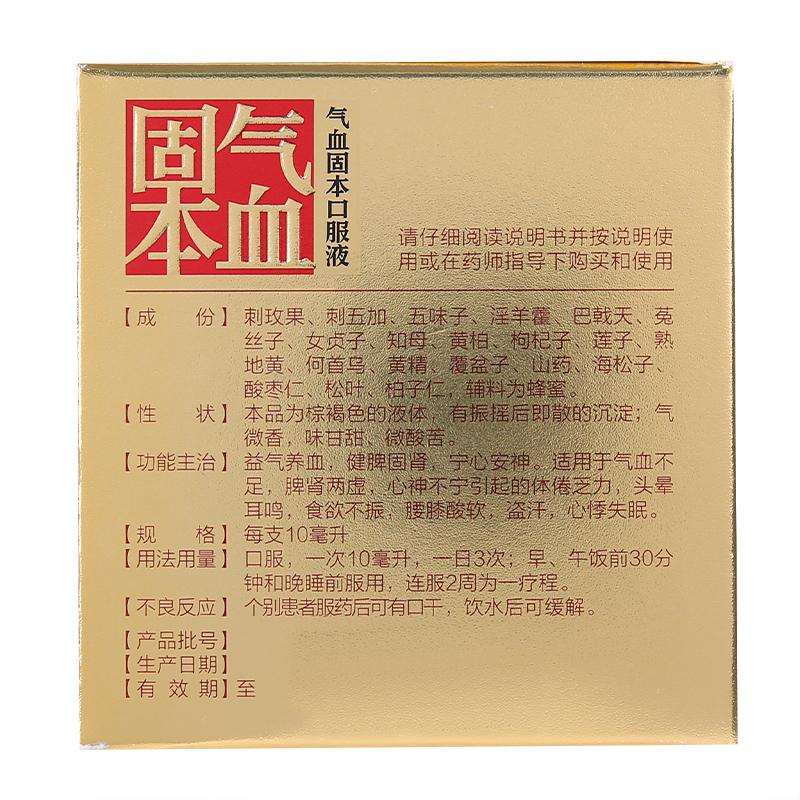 气血
固本
气血固本口服液
请仔细阅读说明书并按说明使
用或在药师指导下购买和使用
【成 份】刺玫果、刺五加、五味子、淫羊藿、巴戟天、菟
丝子、女贞子、知母、黄柏、枸杞子、莲子、熟
地黄、何首乌、黄精、覆盆子、山药、海松子、
酸枣仁、松叶、柏子仁，辅料为蜂蜜。
【性 状】本品为棕褐色的液体，有振摇后即散的沉淀；气
微香，味甘甜、微酸苦。
【功能主治】益气养血，健脾固肾，宁心安神。适用于气血不
足，脾肾两虚，心神不宁引起的体倦乏力，头晕
耳鸣，食欲不振，腰膝酸软，盗汗，心悸失眠。
【规 格】每支10毫升
【用法用量】口服，一次10毫升，一日3次；早、午饭前30分
钟和晚睡前服用，连服2周为一疗程。
【不良反应】个别患者服药后可有口干，饮水后可缓解。
【产品批号】
【生产日期】
【有 效 期】至